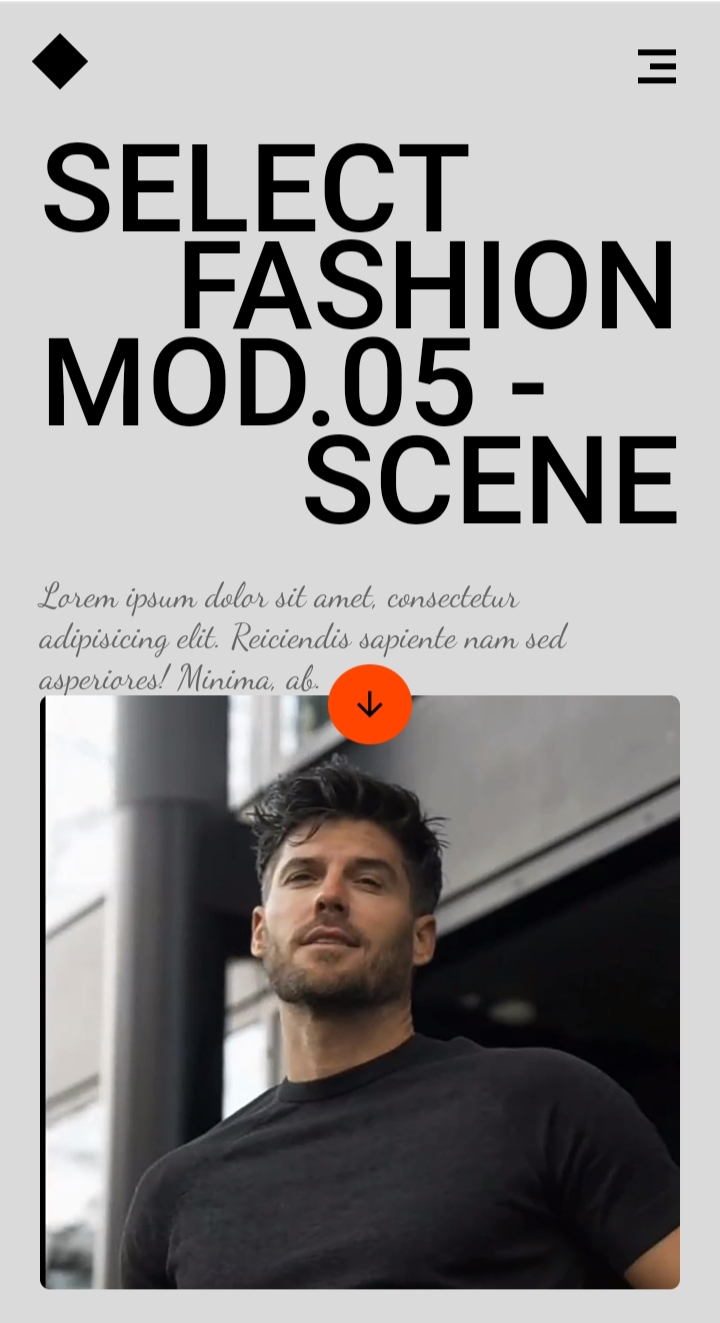 SELECT
FASHION
MOD.05 -
SCENE
Lorem ipsum dolor sit amet, consectetur
adipisicing elit. Reiciendis sapiente nam sed
asperiores! Minima, ab.